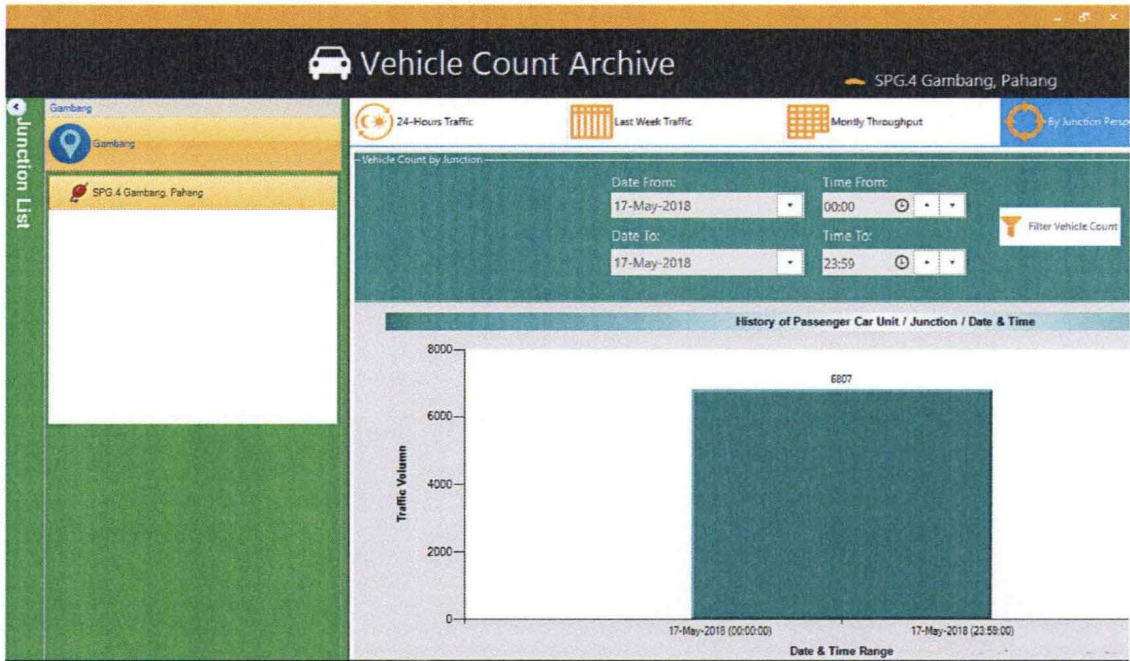 Vehicle Count Archive
SPG.4 Gambang, Pahang
Junction List
Gambang
Gambang
SPG.4 Gambang, Pahang
24-Hours Traffic
Last Week Traffic
Montly Throughput
By Junction Persp
Vehicle Count by Junction
Date From:
Time From:
17-May-2018
00:00
Filter Vehicle Count
Date To:
Time To:
17-May-2018
23:59
History of Passenger Car Unit / Junction / Date & Time
8000
6807
6000
Traffic Volumn
4000
2000
0
17-May-2018 (00:00:00)
17-May-2018 (23:59:00)
Date & Time Range